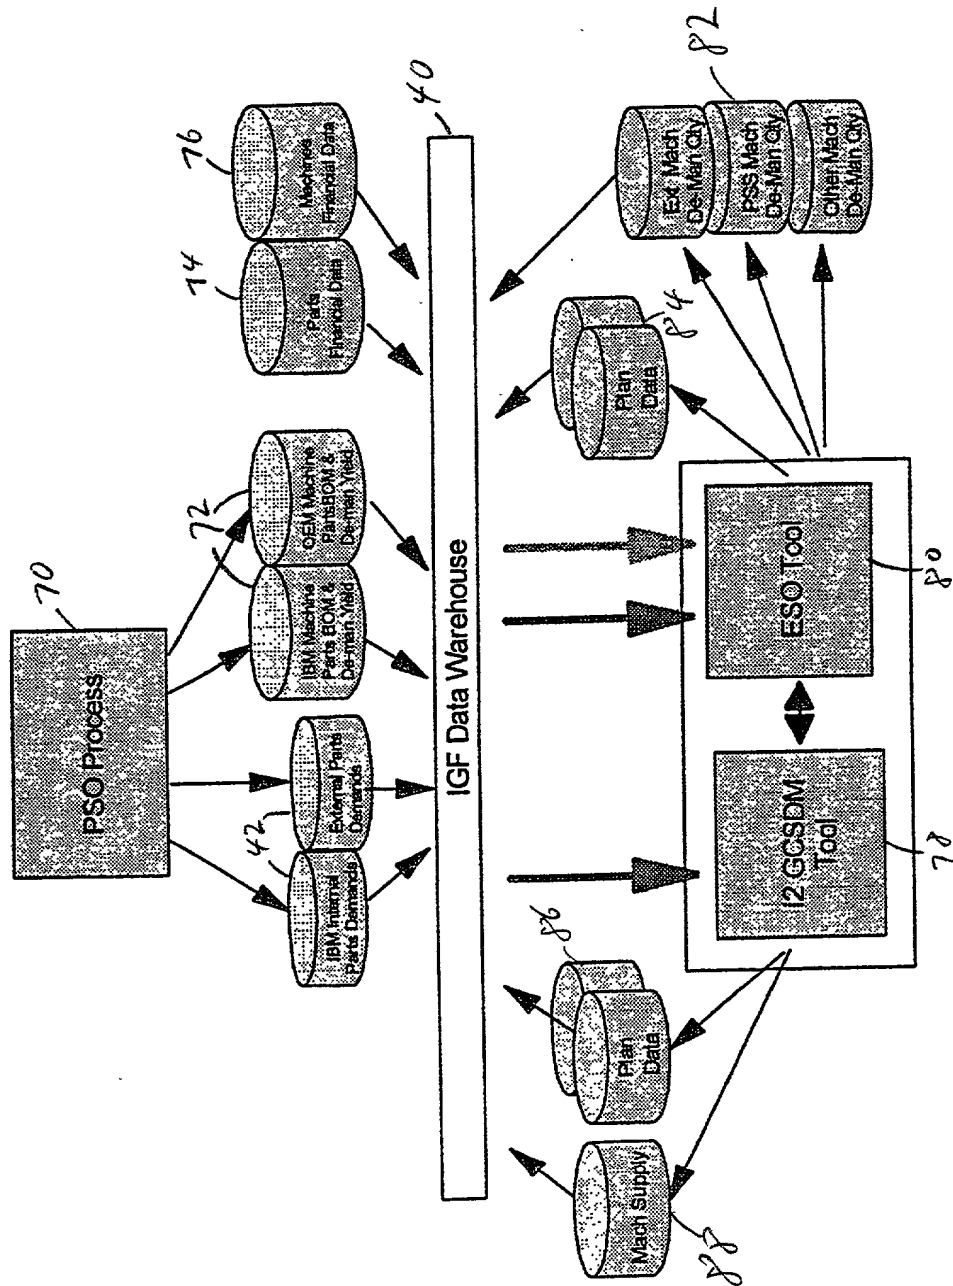 70
PSO Process
42
IBM Internal
Parts Demands
External Parts
Demands
72
IBM Machine
Parts BOM &
De-man Yield
OEM Machine
PartsBOM &
De-man Yield
74
Parts
Financial Data
76
Machines
Financial Data
40
IGF Data Warehouse
88
Mach Supply
86
Plan
Data
84
Plan
Data
82
Ext Mach
De-Man Qty
PSS Mach
De-Man Qty
Other Mach
De-Man Qty
I2 GCSDM
Tool
78
ESO Tool
80